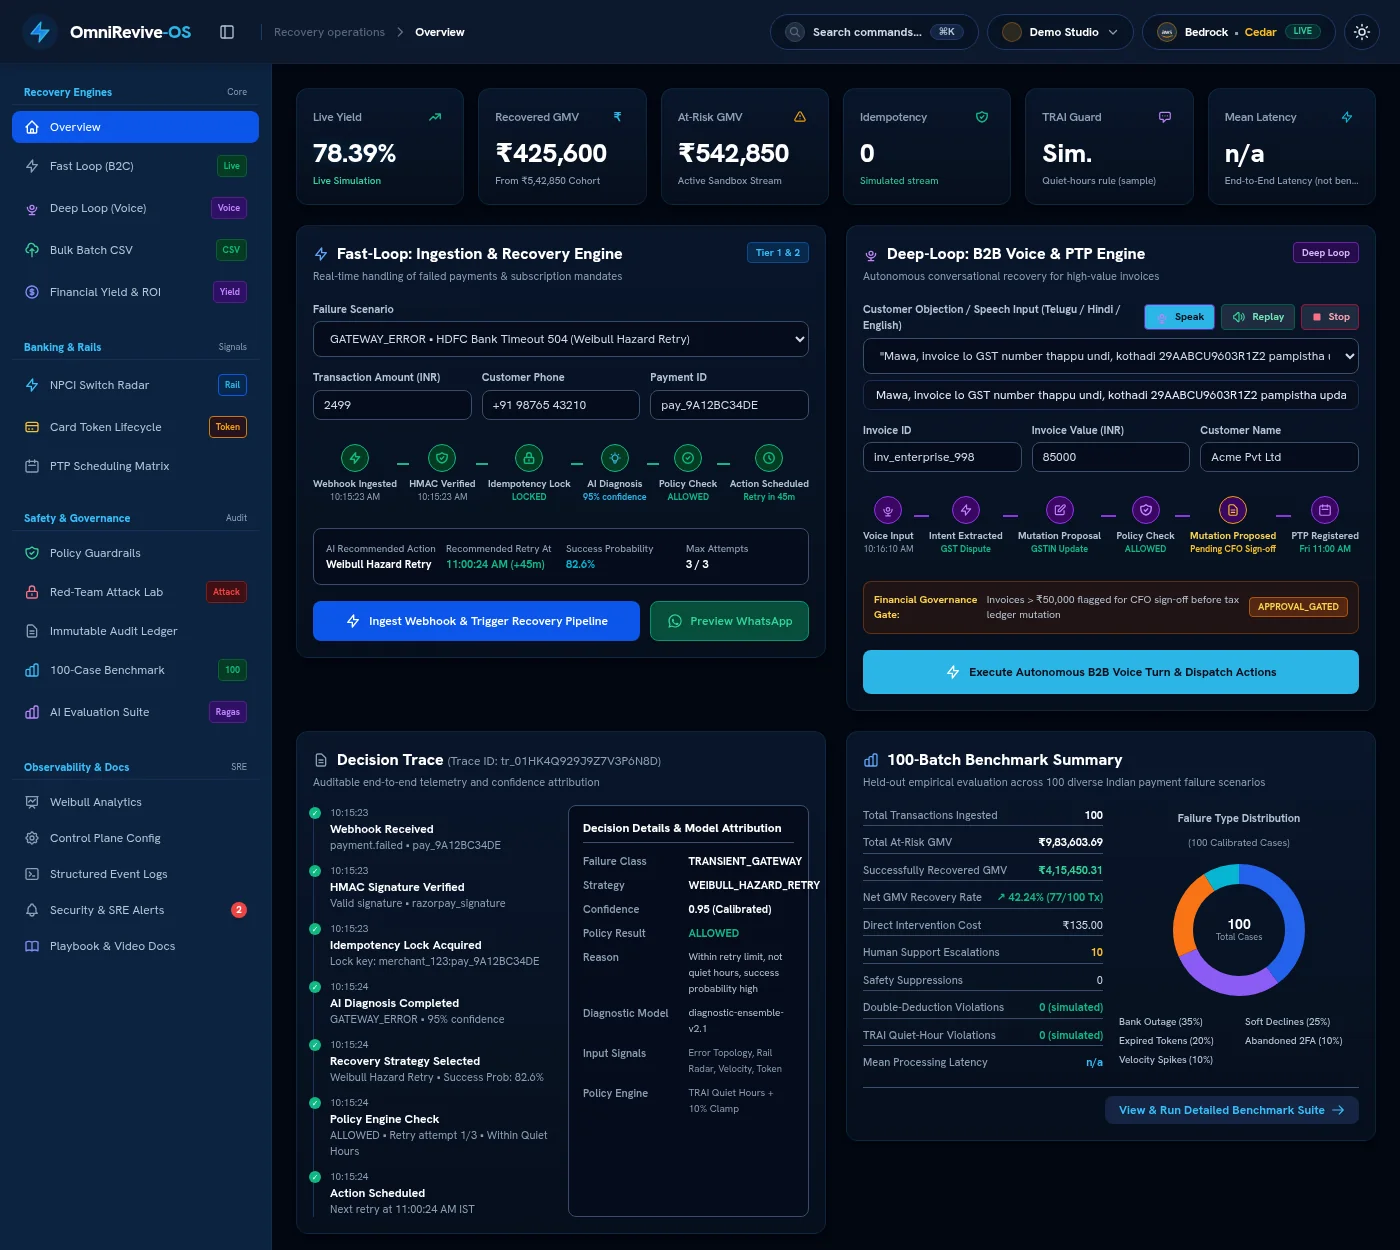 OmniRevive-OS
Recovery operations > Overview
Search commands... ⌘K
Demo Studio
Bedrock • Cedar LIVE
Recovery Engines Core
Overview
Fast Loop (B2C) Live
Deep Loop (Voice) Voice
Bulk Batch CSV CSV
Financial Yield & ROI Yield
Banking & Rails Signals
NPCI Switch Radar Rail
Card Token Lifecycle Token
PTP Scheduling Matrix
Safety & Governance Audit
Policy Guardrails
Red-Team Attack Lab Attack
Immutable Audit Ledger
100-Case Benchmark 100
AI Evaluation Suite Ragas
Observability & Docs SRE
Weibull Analytics
Control Plane Config
Structured Event Logs
Security & SRE Alerts 2
Playbook & Video Docs
Live Yield
78.39%
Live Simulation
Recovered GMV ₹
₹425,600
From ₹5,42,850 Cohort
At-Risk GMV
₹542,850
Active Sandbox Stream
Idempotency
0
Simulated stream
TRAI Guard
Sim.
Quiet-hours rule (sample)
Mean Latency
n/a
End-to-End Latency (not ben...
Fast-Loop: Ingestion & Recovery Engine Tier 1 & 2
Real-time handling of failed payments & subscription mandates
Failure Scenario
GATEWAY_ERROR • HDFC Bank Timeout 504 (Weibull Hazard Retry)
Transaction Amount (INR) Customer Phone Payment ID
2499 +91 98765 43210 pay_9A12BC34DE
Webhook Ingested HMAC Verified Idempotency Lock AI Diagnosis Policy Check Action Scheduled
10:15:23 AM 10:15:23 AM LOCKED 95% confidence ALLOWED Retry in 45m
AI Recommended Action Recommended Retry At Success Probability Max Attempts
Weibull Hazard Retry 11:00:24 AM (+45m) 82.6% 3 / 3
Ingest Webhook & Trigger Recovery Pipeline Preview WhatsApp
Deep-Loop: B2B Voice & PTP Engine Deep Loop
Autonomous conversational recovery for high-value invoices
Customer Objection / Speech Input (Telugu / Hindi /
English)
Speak Replay Stop
"Mawa, invoice lo GST number thappu undi, kothadi 29AABCU9603R1Z2 pampistha
Mawa, invoice lo GST number thappu undi, kothadi 29AABCU9603R1Z2 pampistha upda
Invoice ID Invoice Value (INR) Customer Name
inv_enterprise_998 85000 Acme Pvt Ltd
Voice Input Intent Extracted Mutation Proposal Policy Check Mutation Proposed PTP Registered
10:16:10 AM GST Dispute GSTIN Update ALLOWED Pending CFO Sign-off Fri 11:00 AM
Financial Governance
Gate:
Invoices > ₹50,000 flagged for CFO sign-off before tax
ledger mutation
APPROVAL_GATED
Execute Autonomous B2B Voice Turn & Dispatch Actions
Decision Trace (Trace ID: tr_01HK4Q929J9Z7V3P6N8D)
Auditable end-to-end telemetry and confidence attribution
10:15:23
Webhook Received
payment.failed • pay_9A12BC34DE
10:15:23
HMAC Signature Verified
Valid signature • razorpay_signature
10:15:23
Idempotency Lock Acquired
Lock key: merchant_123:pay_9A12BC34DE
10:15:24
AI Diagnosis Completed
GATEWAY_ERROR • 95% confidence
10:15:24
Recovery Strategy Selected
Weibull Hazard Retry • Success Prob: 82.6%
10:15:24
Policy Engine Check
ALLOWED • Retry attempt 1/3 • Within Quiet
Hours
10:15:24
Action Scheduled
Next retry at 11:00:24 AM IST
Decision Details & Model Attribution
Failure Class TRANSIENT_GATEWAY
Strategy WEIBULL_HAZARD_RETRY
Confidence 0.95 (Calibrated)
Policy Result ALLOWED
Reason Within retry limit, not
quiet hours, success
probability high
Diagnostic Model diagnostic-ensemble-
v2.1
Input Signals Error Topology, Rail
Radar, Velocity, Token
Policy Engine TRAI Quiet Hours +
10% Clamp
100-Batch Benchmark Summary
Held-out empirical evaluation across 100 diverse Indian payment failure scenarios
Total Transactions Ingested 100
Total At-Risk GMV ₹9,83,603.69
Successfully Recovered GMV ₹4,15,450.31
Net GMV Recovery Rate ↗ 42.24% (77/100 Tx)
Direct Intervention Cost ₹135.00
Human Support Escalations 10
Safety Suppressions 0
Double-Deduction Violations 0 (simulated)
TRAI Quiet-Hour Violations 0 (simulated)
Mean Processing Latency n/a
Failure Type Distribution
(100 Calibrated Cases)
100
Total Cases
Bank Outage (35%) Soft Declines (25%)
Expired Tokens (20%) Abandoned 2FA (10%)
Velocity Spikes (10%)
View & Run Detailed Benchmark Suite →